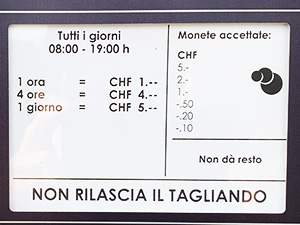 Tutti i giorni
08:00 - 19:00 h
1 ora = CHF 1.--
4 ore = CHF 4.--
1 giorno = CHF 5.--
Monete accettate:
CHF
5.-
2.-
1.-
-.50
-.20
-.10
Non dà resto
NON RILASCIA IL TAGLIANDO